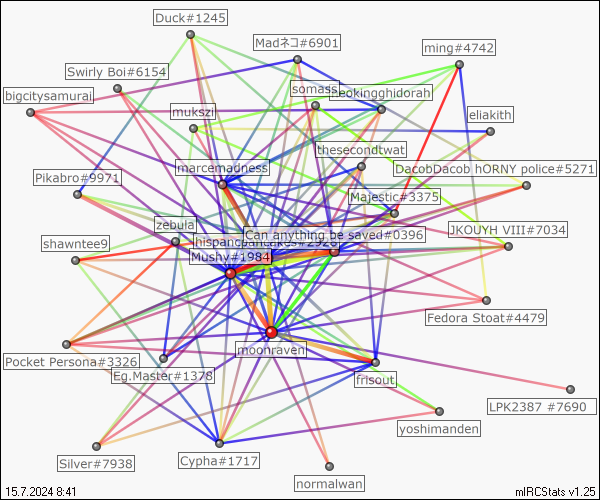 Duck#1245
Madネコ#6901
ming#4742
Swirly Boi#6154
somass
bigcitysamurai
mukszi
eliakith
thesecondtwat
marcemadness
DacobDacob hORNY police#5271
Pikabro#9971
Majestic#3375
zebula
JKOUYH VIII#7034
Can anything be saved#0396
shawntee9
Mushy#1984
Fedora Stoat#4479
moonraven
Pocket Persona#3326
Eg.Master#1378
frisout
LPK2387 #7690
yoshimanden
Silver#7938
Cypha#1717
normalwan
15.7.2024 8:41
mIRCStats v1.25